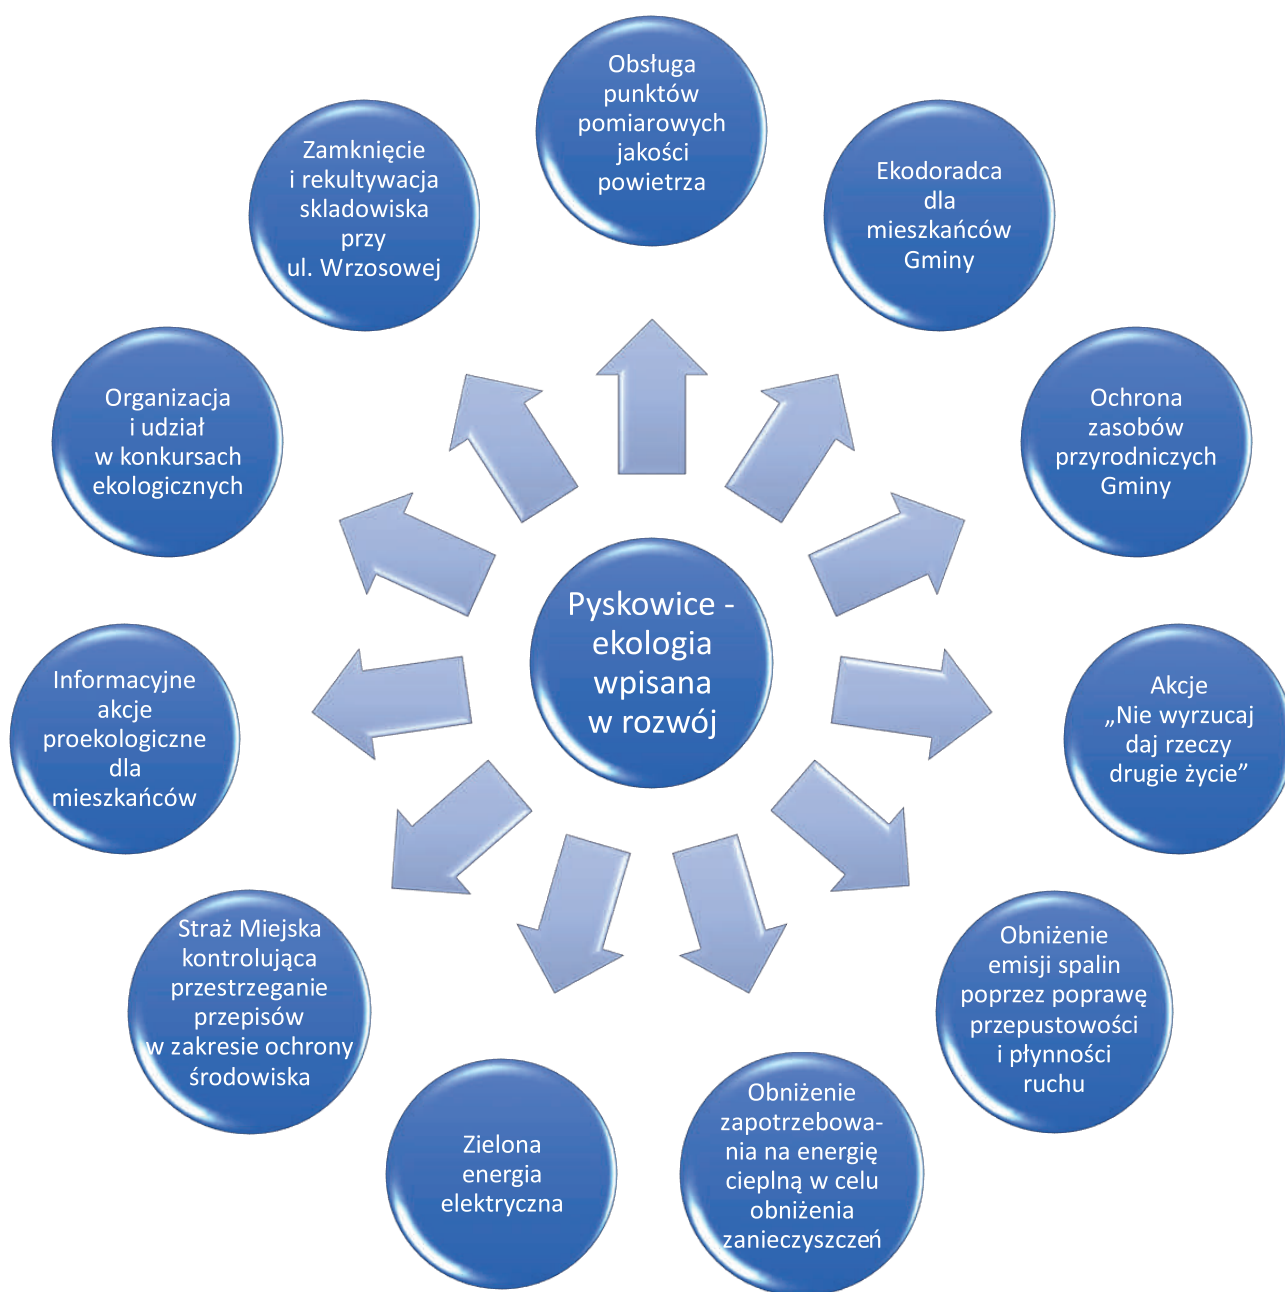 Obsługa
punktów
pomiarowych
jakości
powietrza
Ekodoradca
dla
mieszkańców
Gminy
Ochrona
zasobów
przyrodniczych
Gminy
Akcje
„Nie wyrzucaj
daj rzeczy
drugie życie”
Obniżenie
emisji spalin
poprzez poprawę
przepustowości
i płynności
ruchu
Obniżenie
zapotrzebowa-
nia na energię
cieplną w celu
obniżenia
zanieczyszczeń
Zielona
energia
elektryczna
Straż Miejska
kontrolująca
przestrzeganie
przepisów
w zakresie ochrony
środowiska
Informacyjne
akcje
proekologiczne
dla
mieszkańców
Organizacja
i udział
w konkursach
ekologicznych
Zamknięcie
i rekultywacja
skladowiska
przy
ul. Wrzosowej
Pyskowice -
ekologia
wpisana
w rozwój